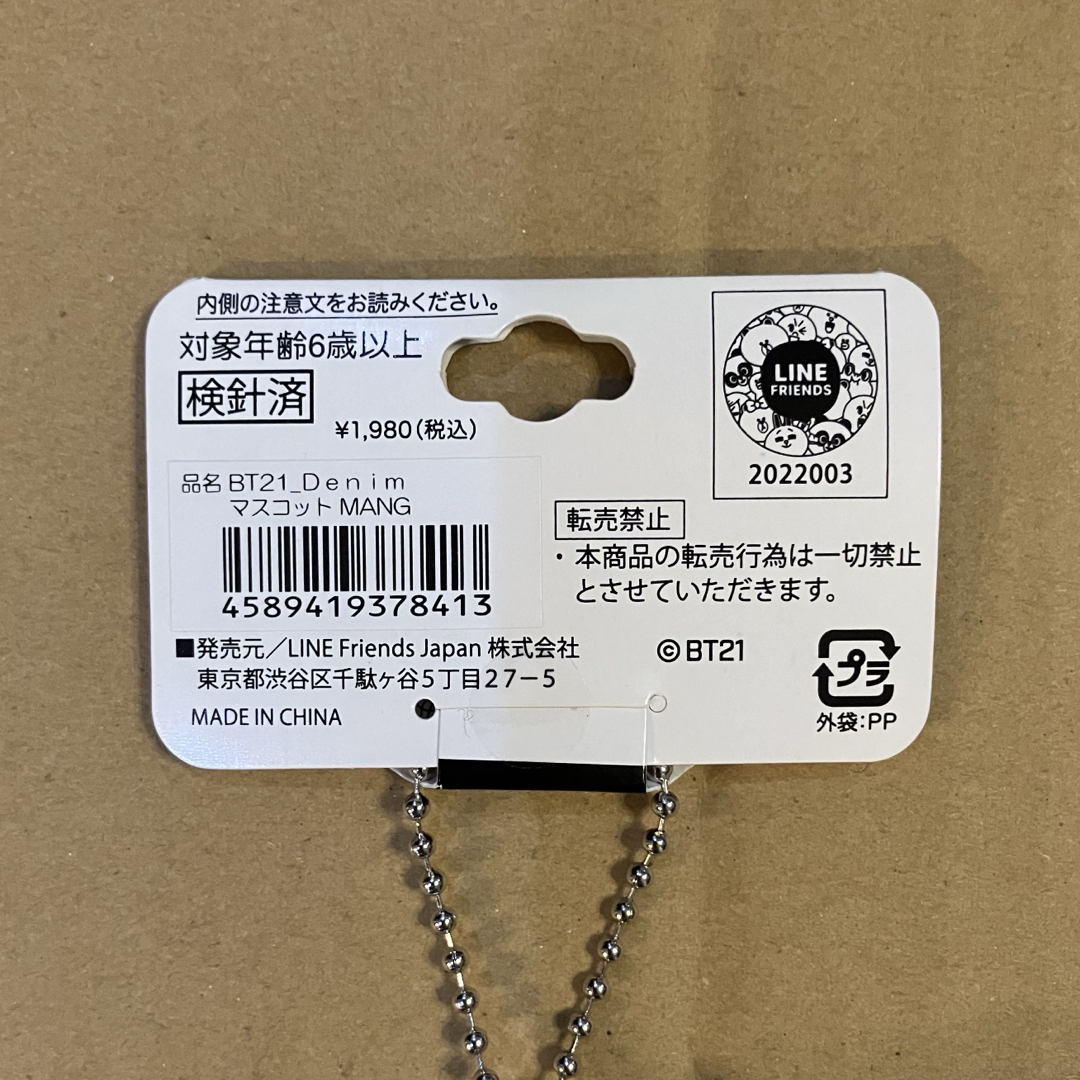 内側の注意文をお読みください。
対象年齢6歳以上
検針済
¥1,980(税込)
LINE
FRIENDS
2022003
品名 BT21_Denim
マスコット MANG
4589419378413
転売禁止
・本商品の転売行為は一切禁止
とさせていただきます。
■発売元/LINE Friends Japan 株式会社
東京都渋谷区千駄ヶ谷5丁目27-5
MADE IN CHINA
©BT21
プラ
外袋:PP